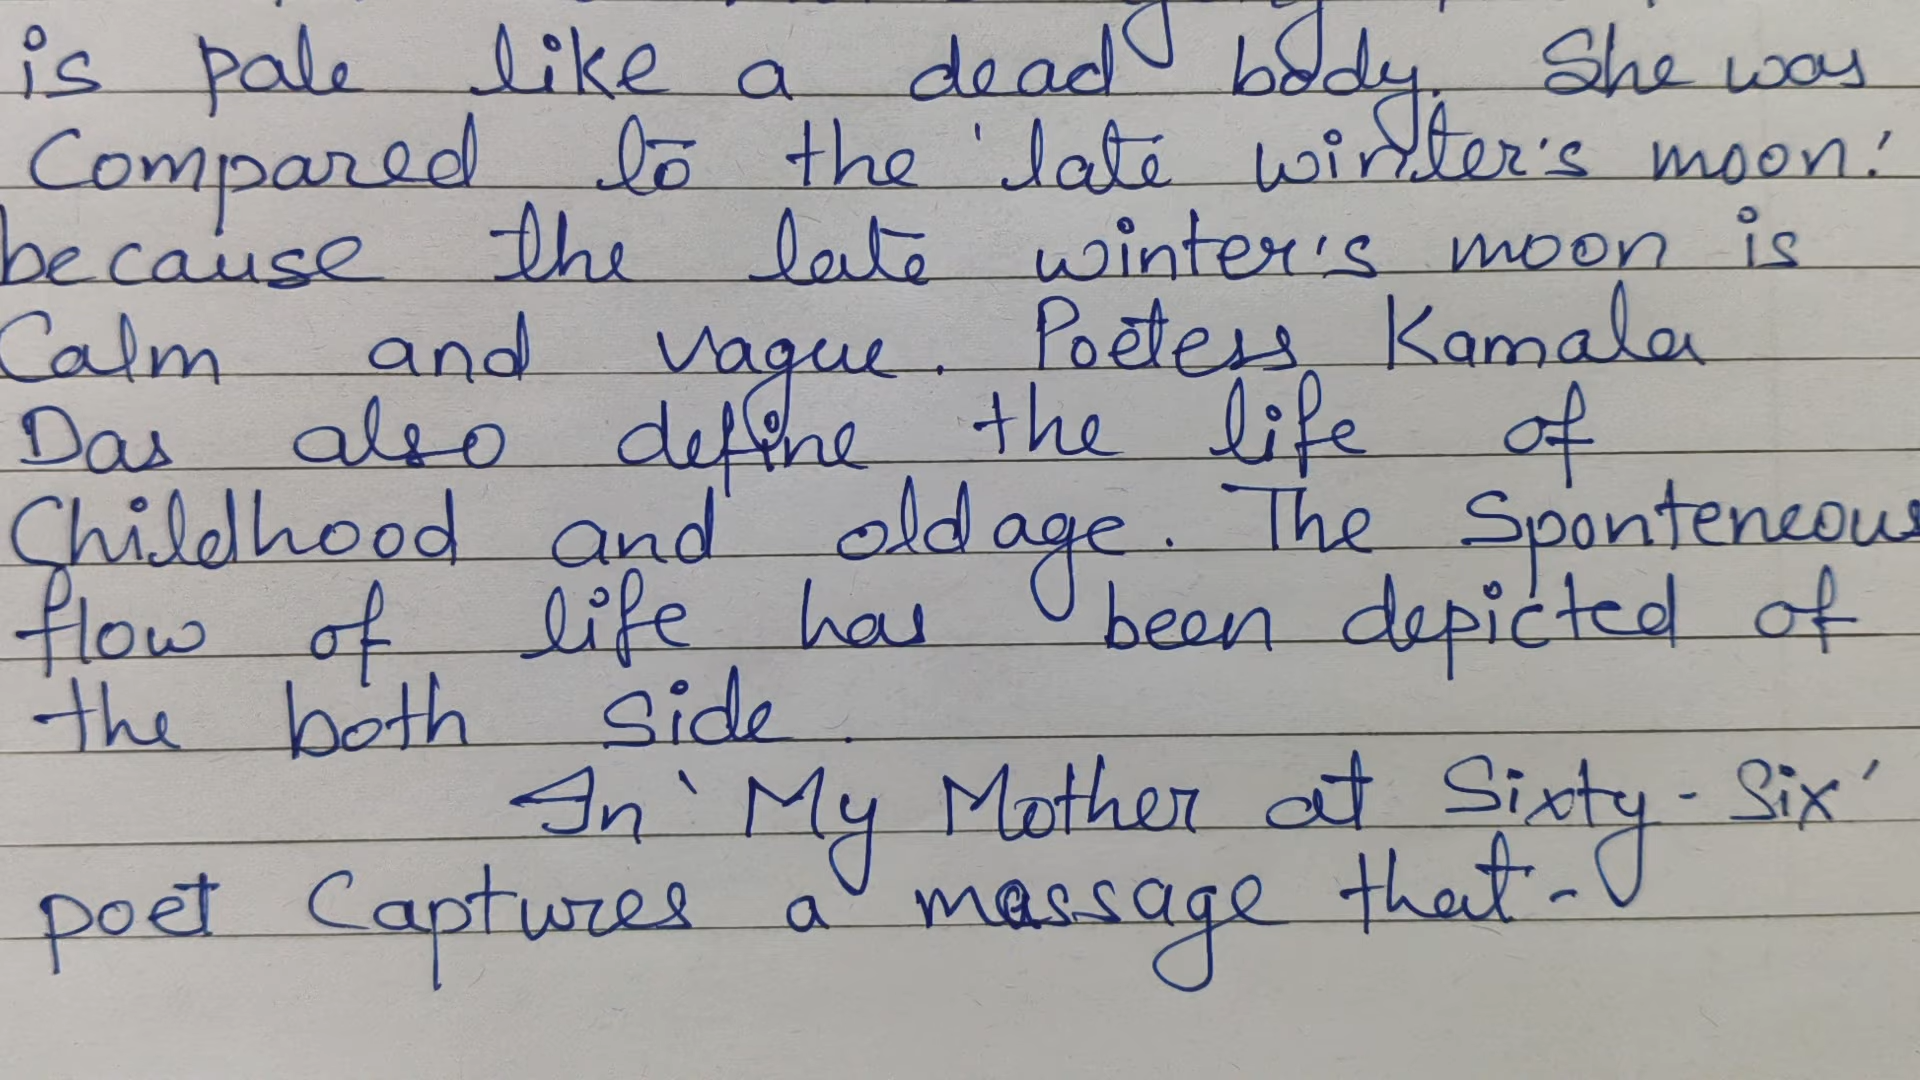 is pale like a dead body. She was
Compared to the 'late winter's moon.'
because the late winter's moon is
Calm and vague. Poetess Kamala
Das also define the life of
Childhood and old age. The Sponteneous
flow of life has been depicted of
the both side.
In 'My Mother at Sixty-Six'
poet Captures a massage that-